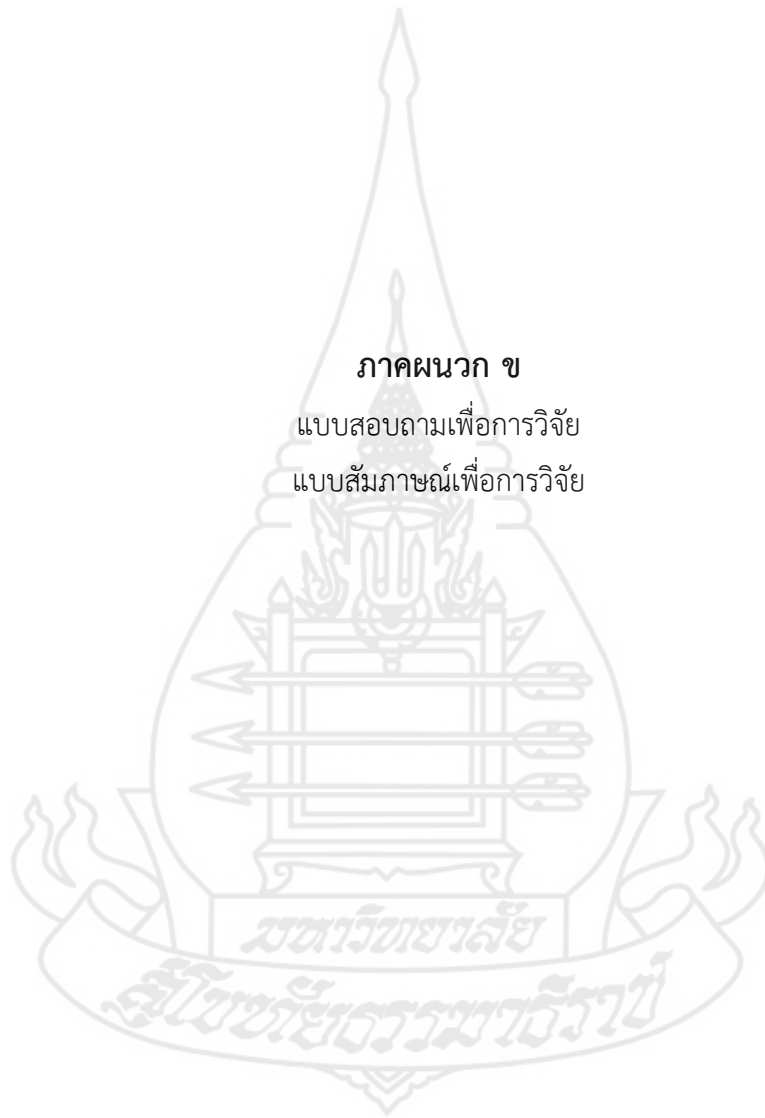 ภาคผนวก ข
แบบสอบถามเพื่อการวิจัย
แบบสัมภาษณ์เพื่อการวิจัย
มหาวิทยาลัย
สุโขทัยธรรมาธิราช